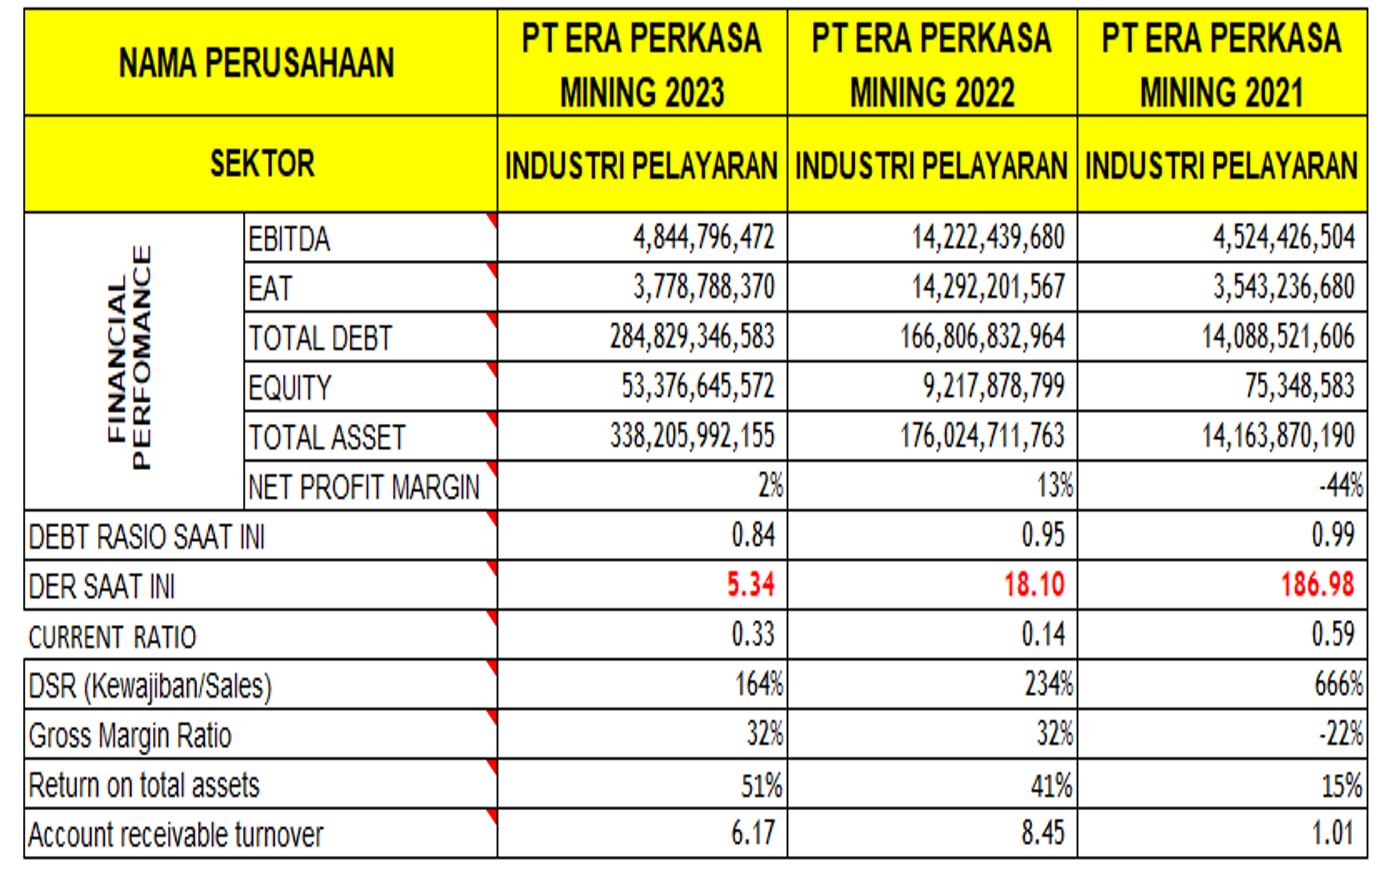 NAMA PERUSAHAAN PT ERA PERKASA MINING 2023 PT ERA PERKASA MINING 2022 PT ERA PERKASA MINING 2021
SEKTOR INDUSTRI PELAYARAN INDUSTRI PELAYARAN INDUSTRI PELAYARAN
FINANCIAL
PERFOMANCE
EBITDA 4,844,796,472 14,222,439,680 4,524,426,504
EAT 3,778,788,370 14,292,201,567 3,543,236,680
TOTAL DEBT 284,829,346,583 166,806,832,964 14,088,521,606
EQUITY 53,376,645,572 9,217,878,799 75,348,583
TOTAL ASSET 338,205,992,155 176,024,711,763 14,163,870,190
NET PROFIT MARGIN 2% 13% -44%
DEBT RASIO SAAT INI 0.84 0.95 0.99
DER SAAT INI 5.34 18.10 186.98
CURRENT RATIO 0.33 0.14 0.59
DSR (Kewajiban/Sales) 164% 234% 666%
Gross Margin Ratio 32% 32% -22%
Return on total assets 51% 41% 15%
Account receivable turnover 6.17 8.45 1.01